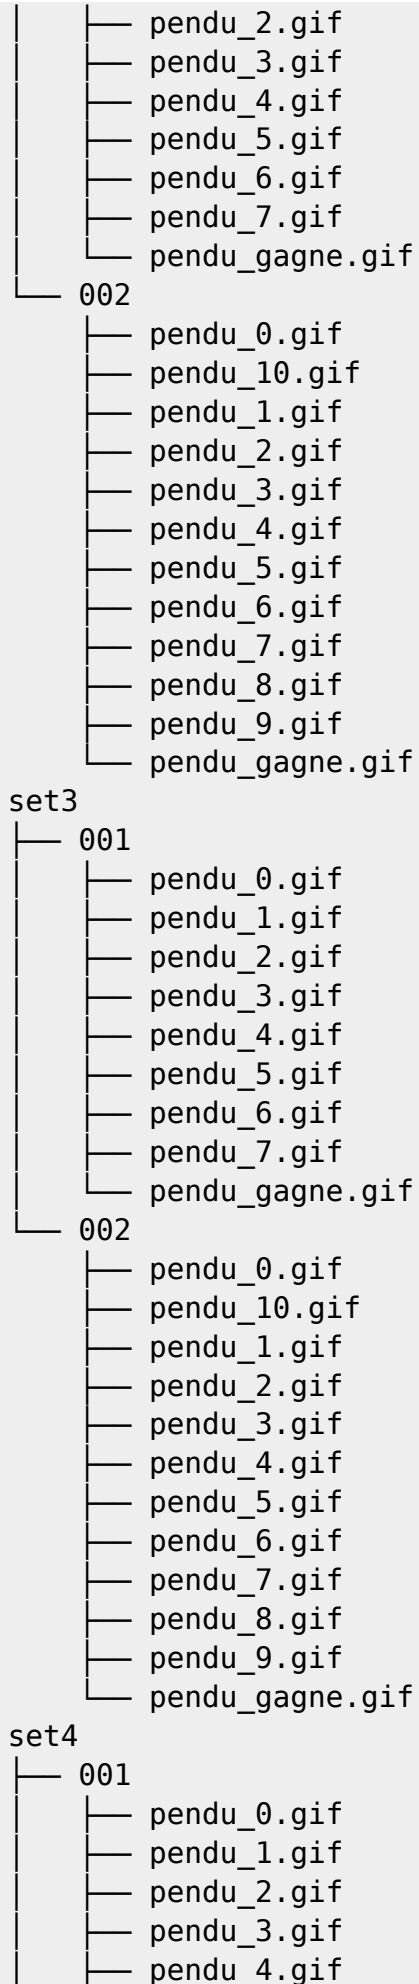 │   ├── pendu_2.gif
│   ├── pendu_3.gif
│   ├── pendu_4.gif
│   ├── pendu_5.gif
│   ├── pendu_6.gif
│   ├── pendu_7.gif
│   └── pendu_gagne.gif
└── 002
    ├── pendu_0.gif
    ├── pendu_10.gif
    ├── pendu_1.gif
    ├── pendu_2.gif
    ├── pendu_3.gif
    ├── pendu_4.gif
    ├── pendu_5.gif
    ├── pendu_6.gif
    ├── pendu_7.gif
    ├── pendu_8.gif
    ├── pendu_9.gif
    └── pendu_gagne.gif
set3
├── 001
│   ├── pendu_0.gif
│   ├── pendu_1.gif
│   ├── pendu_2.gif
│   ├── pendu_3.gif
│   ├── pendu_4.gif
│   ├── pendu_5.gif
│   ├── pendu_6.gif
│   ├── pendu_7.gif
│   └── pendu_gagne.gif
└── 002
    ├── pendu_0.gif
    ├── pendu_10.gif
    ├── pendu_1.gif
    ├── pendu_2.gif
    ├── pendu_3.gif
    ├── pendu_4.gif
    ├── pendu_5.gif
    ├── pendu_6.gif
    ├── pendu_7.gif
    ├── pendu_8.gif
    ├── pendu_9.gif
    └── pendu_gagne.gif
set4
├── 001
│   ├── pendu_0.gif
│   ├── pendu_1.gif
│   ├── pendu_2.gif
│   ├── pendu_3.gif
│   ├── pendu_4.gif